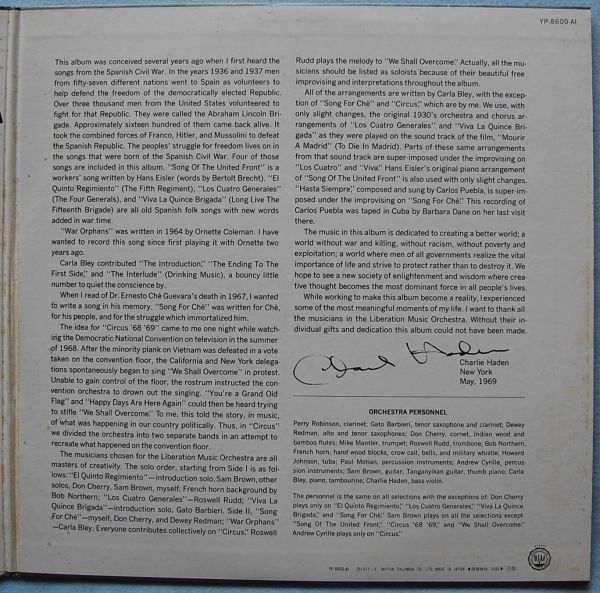 YP-8600-AI
This album was conceived several years ago when I first heard the
songs from the Spanish Civil War. In the years 1936 and 1937 men
from fifty-seven different nations went to Spain as volunteers to
help defend the freedom of the democratically elected Republic.
Over three thousand men from the United States volunteered to
fight for that Republic. They were called the Abraham Lincoln Bri-
gade. Approximately sixteen hundred of them came back alive. It
took the combined forces of Franco, Hitler, and Mussolini to defeat
the Spanish Republic. The peoples' struggle for freedom lives on in
the songs that were born of the Spanish Civil War. Four of those
songs are included in this album. "Song Of The United Front" is a
workers' song written by Hans Eisler (words by Bertolt Brecht). "El
Quinto Regimiento" (The Fifth Regiment), "Los Cuatro Generales"
(The Four Generals), and "Viva La Quince Brigada" (Long Live The
Fifteenth Brigade) are all old Spanish folk songs with new words
added in war time.
"War Orphans" was written in 1964 by Ornette Coleman. I have
wanted to record this song since first playing it with Ornette two
years ago.
Carla Bley contributed "The Introduction," "The Ending To The
First Side," and "The Interlude" (Drinking Music), a bouncy little
number to quiet the conscience by.
When I read of Dr. Ernesto Chè Guevara's death in 1967, I wanted
to write a song in his memory. "Song For Chè" was written for Chè,
for his people, and for the struggle which immortalized him.
The idea for "Circus '68 '69" came to me one night while watch-
ing the Democratic National Convention on television in the summer
of 1968. After the minority plank on Vietnam was defeated in a vote
taken on the convention floor, the California and New York delega-
tions spontaneously began to sing "We Shall Overcome" in protest.
Unable to gain control of the floor, the rostrum instructed the con-
vention orchestra to drown out the singing. "You're a Grand Old
Flag" and "Happy Days Are Here Again" could then be heard trying
to stifle "We Shall Overcome." To me, this told the story, in music,
of what was happening in our country politically. Thus, in "Circus"
we divided the orchestra into two separate bands in an attempt to
recreate what happened on the convention floor.
The musicians chosen for the Liberation Music Orchestra are all
masters of creativity. The solo order, starting from Side I is as fol-
lows: "El Quinto Regimiento"—introduction solo, Sam Brown, other
solos, Don Cherry, Sam Brown, myself; French horn background by
Bob Northern; "Los Cuatro Generales"—Roswell Rudd; "Viva La
Quince Brigada"—introduction solo, Gato Barbieri. Side II, "Song
For Chè"—myself, Don Cherry, and Dewey Redman; "War Orphans"
—Carla Bley. Everyone contributes collectively on "Circus." Roswell
Rudd plays the melody to "We Shall Overcome." Actually, all the mu-
sicians should be listed as soloists because of their beautiful free
improvising and interpretations throughout the album.
All of the arrangements are written by Carla Bley, with the excep-
tion of "Song For Chè" and "Circus," which are by me. We use, with
only slight changes, the original 1930's orchestra and chorus ar-
rangements of "Los Cuatro Generales" and "Viva La Quince Bri-
gada" as they were played on the sound track of the film, "Mourir
A Madrid" (To Die In Madrid). Parts of these same arrangements
from that sound track are super-imposed under the improvising on
"Los Cuatro" and "Viva." Hans Eisler's original piano arrangement
of "Song Of The United Front" is also used with only slight changes.
"Hasta Siempre," composed and sung by Carlos Puebla, is super-im-
posed under the improvising on "Song For Chè." This recording of
Carlos Puebla was taped in Cuba by Barbara Dane on her last visit
there.
The music in this album is dedicated to creating a better world; a
world without war and killing, without racism, without poverty and
exploitation; a world where men of all governments realize the vital
importance of life and strive to protect rather than to destroy it. We
hope to see a new society of enlightenment and wisdom where crea-
tive thought becomes the most dominant force in all people's lives.
While working to make this album become a reality, I experienced
some of the most meaningful moments of my life. I want to thank all
the musicians in the Liberation Music Orchestra. Without their in-
dividual gifts and dedication this album could not have been made.
Charlie Haden
Charlie Haden
New York
May, 1969
ORCHESTRA PERSONNEL
Perry Robinson, clarinet; Gato Barbieri, tenor saxophone and clarinet; Dewey
Redman, alto and tenor saxophones; Don Cherry, cornet, Indian wood and
bamboo flutes; Mike Mantler, trumpet; Roswell Rudd, trombone; Bob Northern,
French horn, hand wood blocks, crow call, bells, and military whistle; Howard
Johnson, tuba; Paul Motian, percussion instruments; Andrew Cyrille, percus-
sion instruments; Sam Brown, guitar, Tanganyikan guitar, thumb piano; Carla
Bley, piano, tambourine; Charlie Haden, bass violin.
The personnel is the same on all selections with the exceptions of: Don Cherry
plays only on "El Quinto Regimiento," "Los Cuatro Generales," "Viva La Quince
Brigada," and "Song For Chè." Sam Brown plays on all the selections except
"Song Of The United Front," "Circus '68 '69," and "We Shall Overcome."
Andrew Cyrille plays only on "Circus."
YP-8600-AI
NIPPON COLUMBIA CO., LTD. MADE IN JAPAN